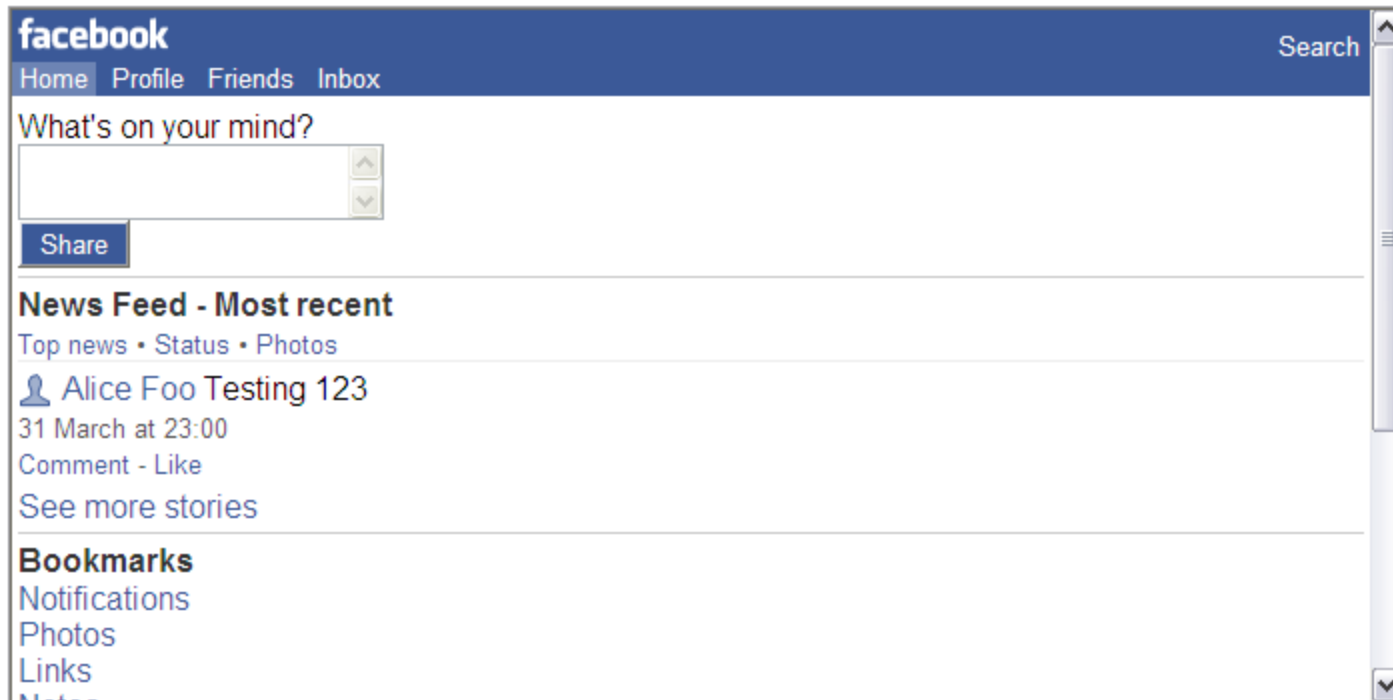 facebook
Search
Home Profile Friends Inbox
What's on your mind?
Share
News Feed - Most recent
Top news • Status • Photos
Alice Foo Testing 123
31 March at 23:00
Comment - Like
See more stories
Bookmarks
Notifications
Photos
Links